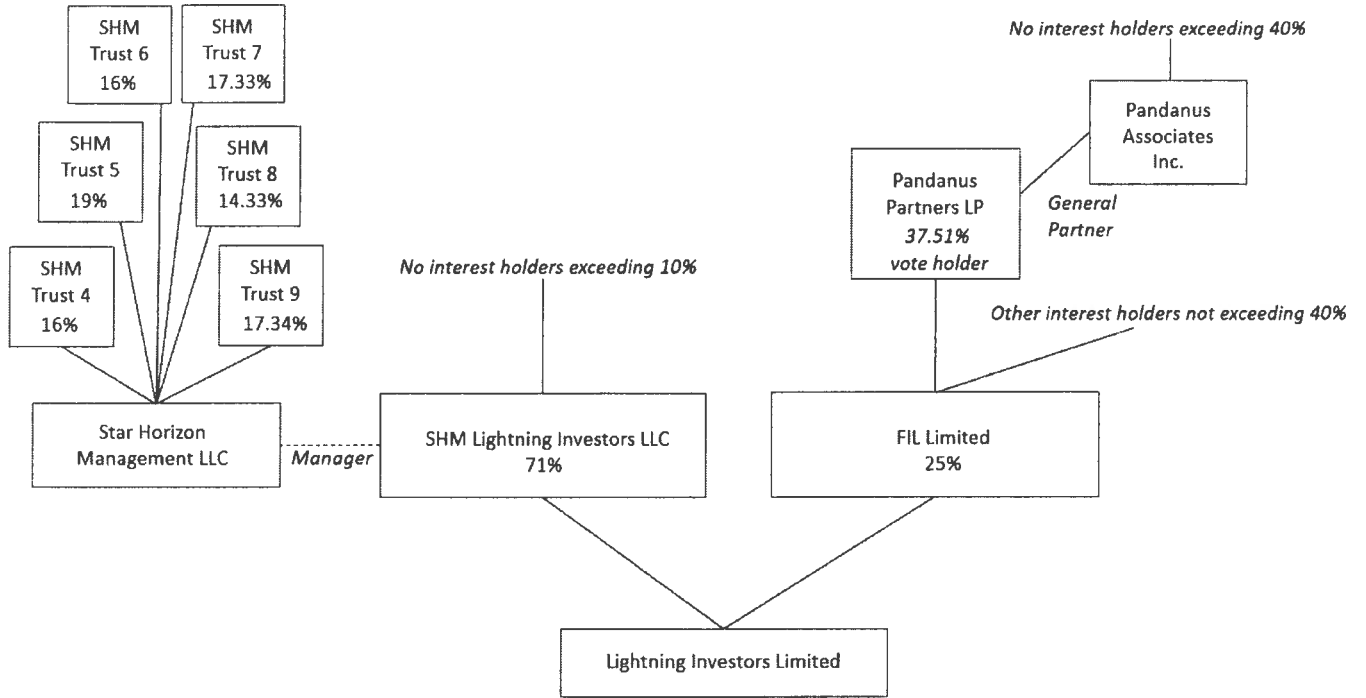 SHM
Trust 6
16%
SHM
Trust 7
17.33%
SHM
Trust 5
19%
SHM
Trust 8
14.33%
SHM
Trust 4
16%
SHM
Trust 9
17.34%
Star Horizon
Management LLC
Manager
No interest holders exceeding 10%
SHM Lightning Investors LLC
71%
No interest holders exceeding 40%
Pandanus
Associates
Inc.
General
Partner
Pandanus
Partners LP
37.51%
vote holder
Other interest holders not exceeding 40%
FIL Limited
25%
Lightning Investors Limited